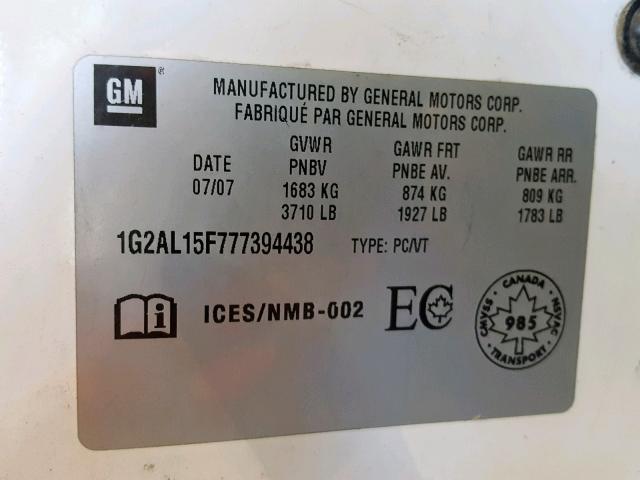 GM ®
MANUFACTURED BY GENERAL MOTORS CORP.
FABRIQUÉ PAR GENERAL MOTORS CORP.
GVWR GAWR FRT GAWR RR
DATE PNBV PNBE AV. PNBE ARR.
07/07 1683 KG 874 KG 809 KG
3710 LB 1927 LB 1783 LB
1G2AL15F777394438 TYPE: PC/VT
i ICES/NMB-002 EC
CANADA
CMVSS 985 NSVAC
TRANSPORT